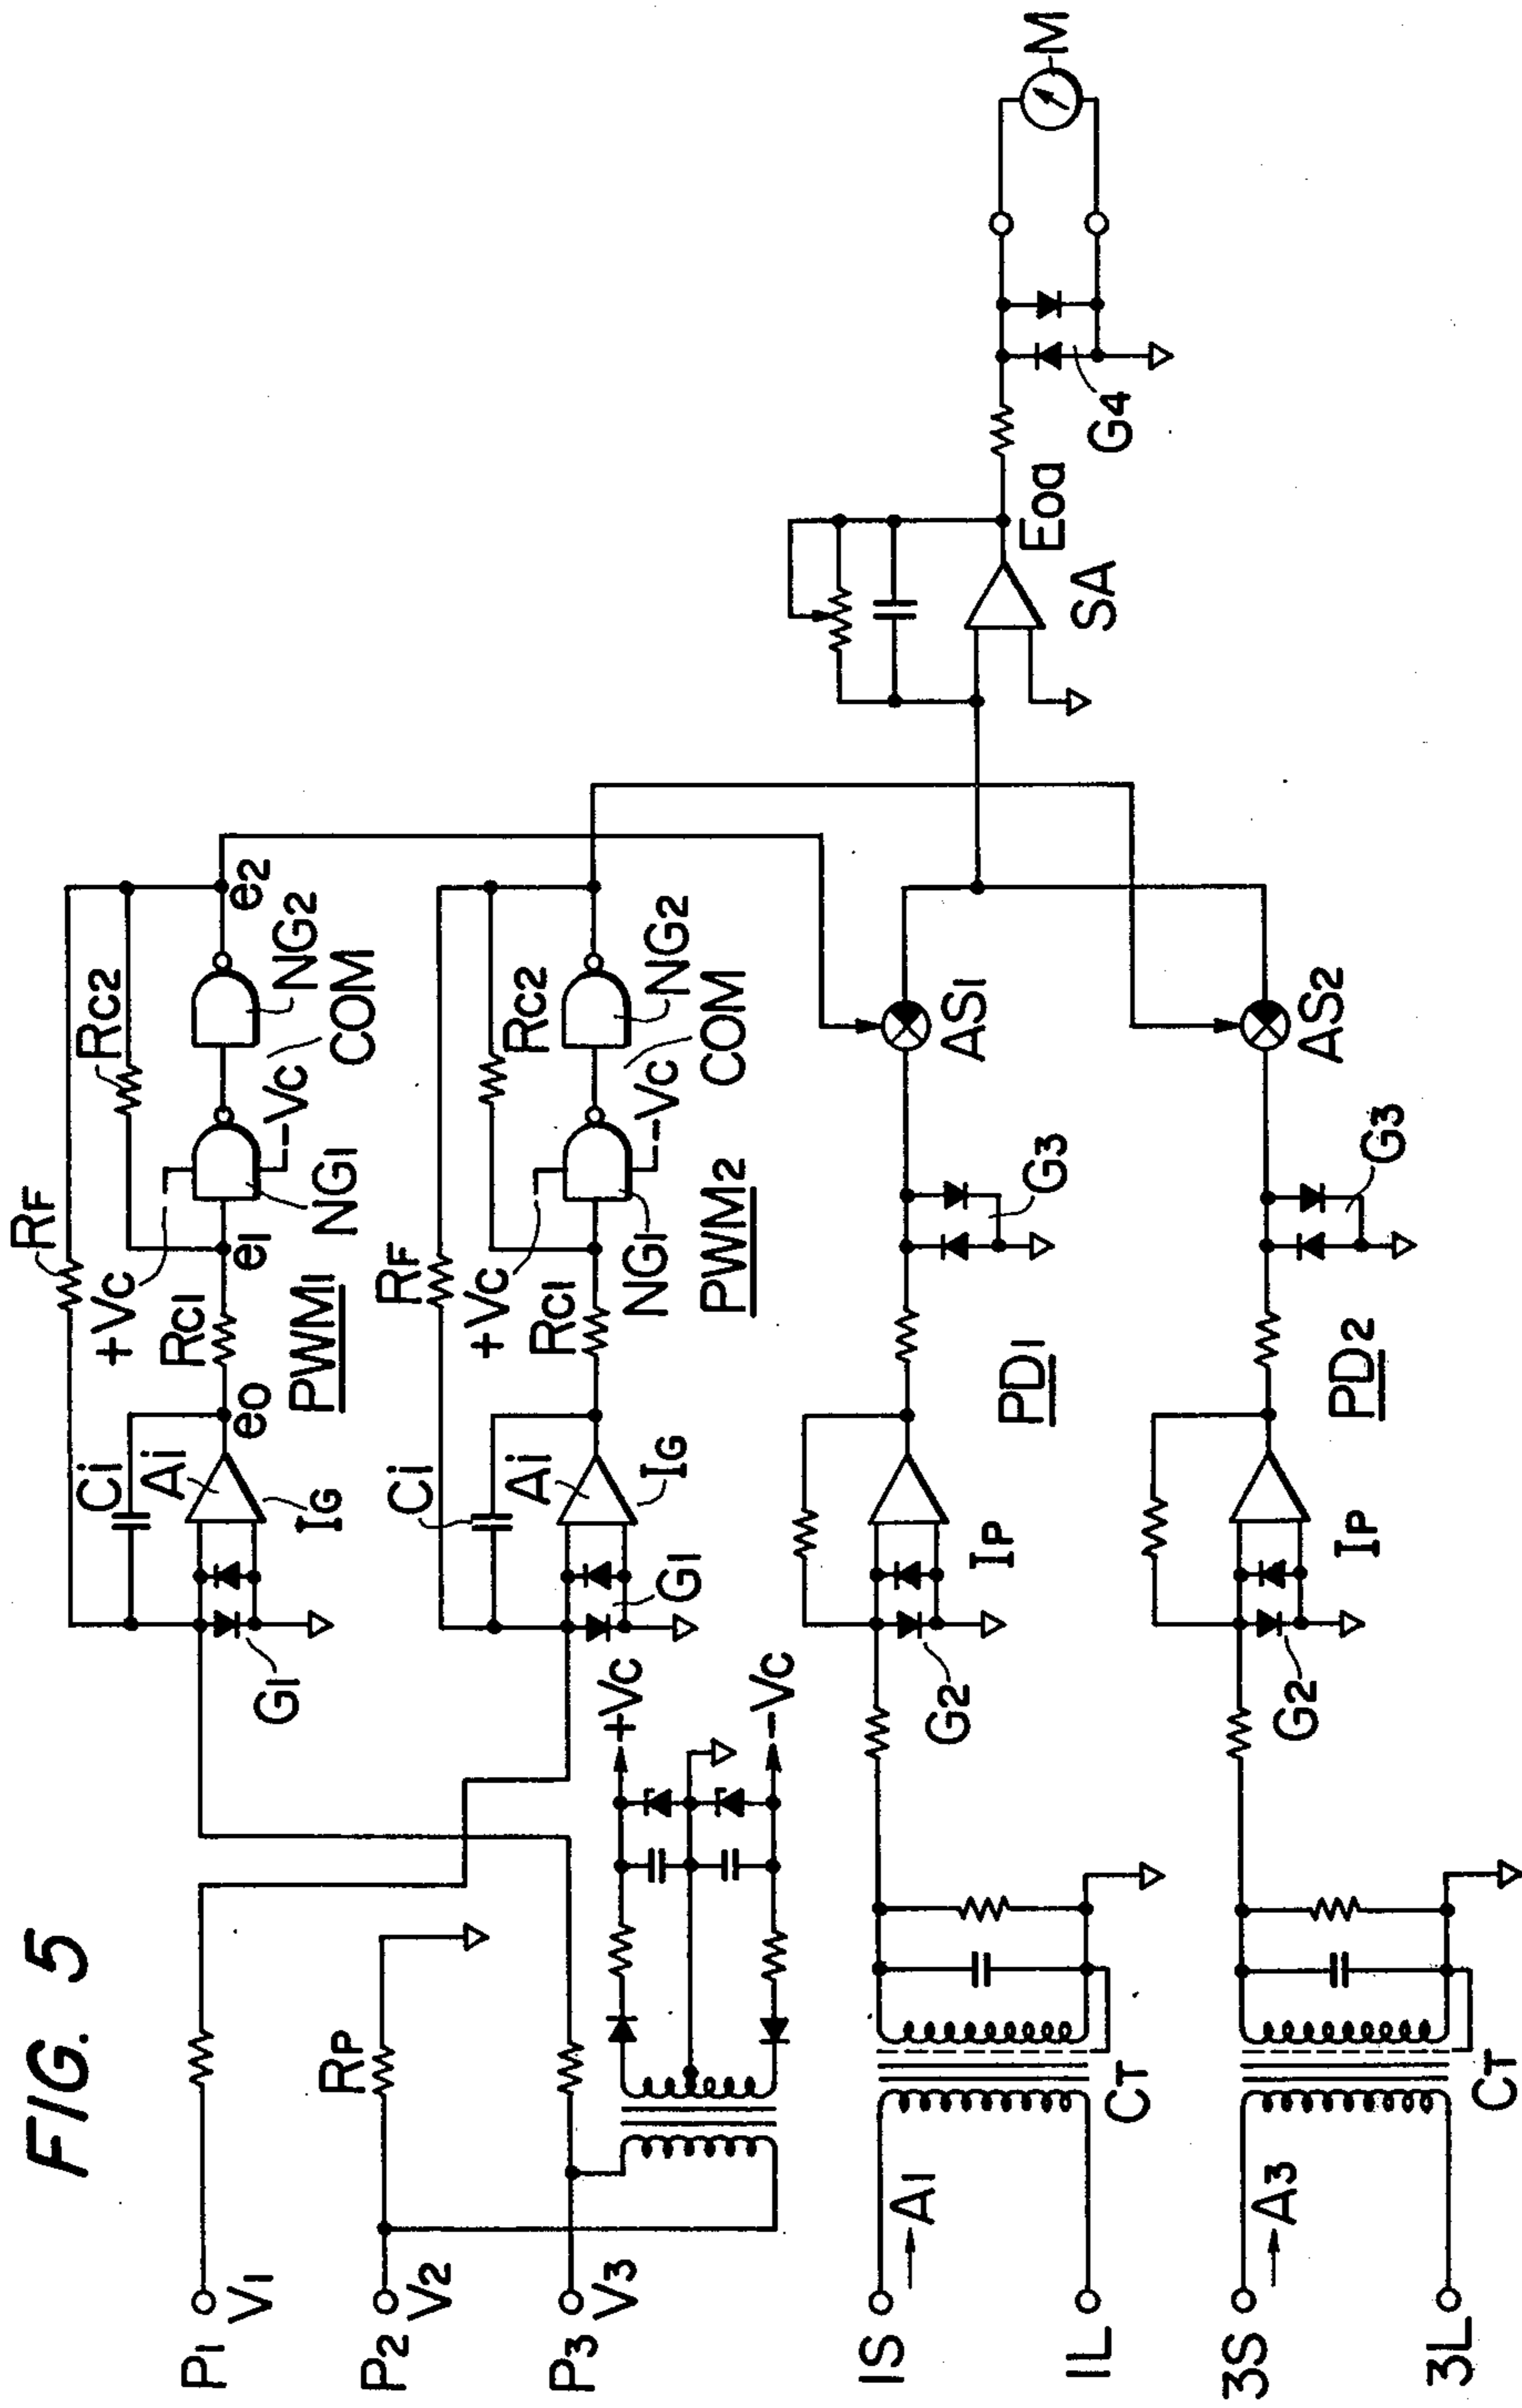 FIG. 5
P1
V1
P2
V2
RP
P3
V3
+VC
-VC
G1
Ci
Ai
IG
e0
RF
RC1
PWM1
+VC
e1
NG1
-VC
RC2
COM
NG2
e2
G1
Ci
Ai
IG
RF
RC1
PWM2
+VC
NG1
-VC
RC2
COM
NG2
1S
A1
1L
CT
G2
IP
PD1
G3
AS1
3S
A3
3L
CT
G2
IP
PD2
G3
AS2
SA
Eoa
G4
M